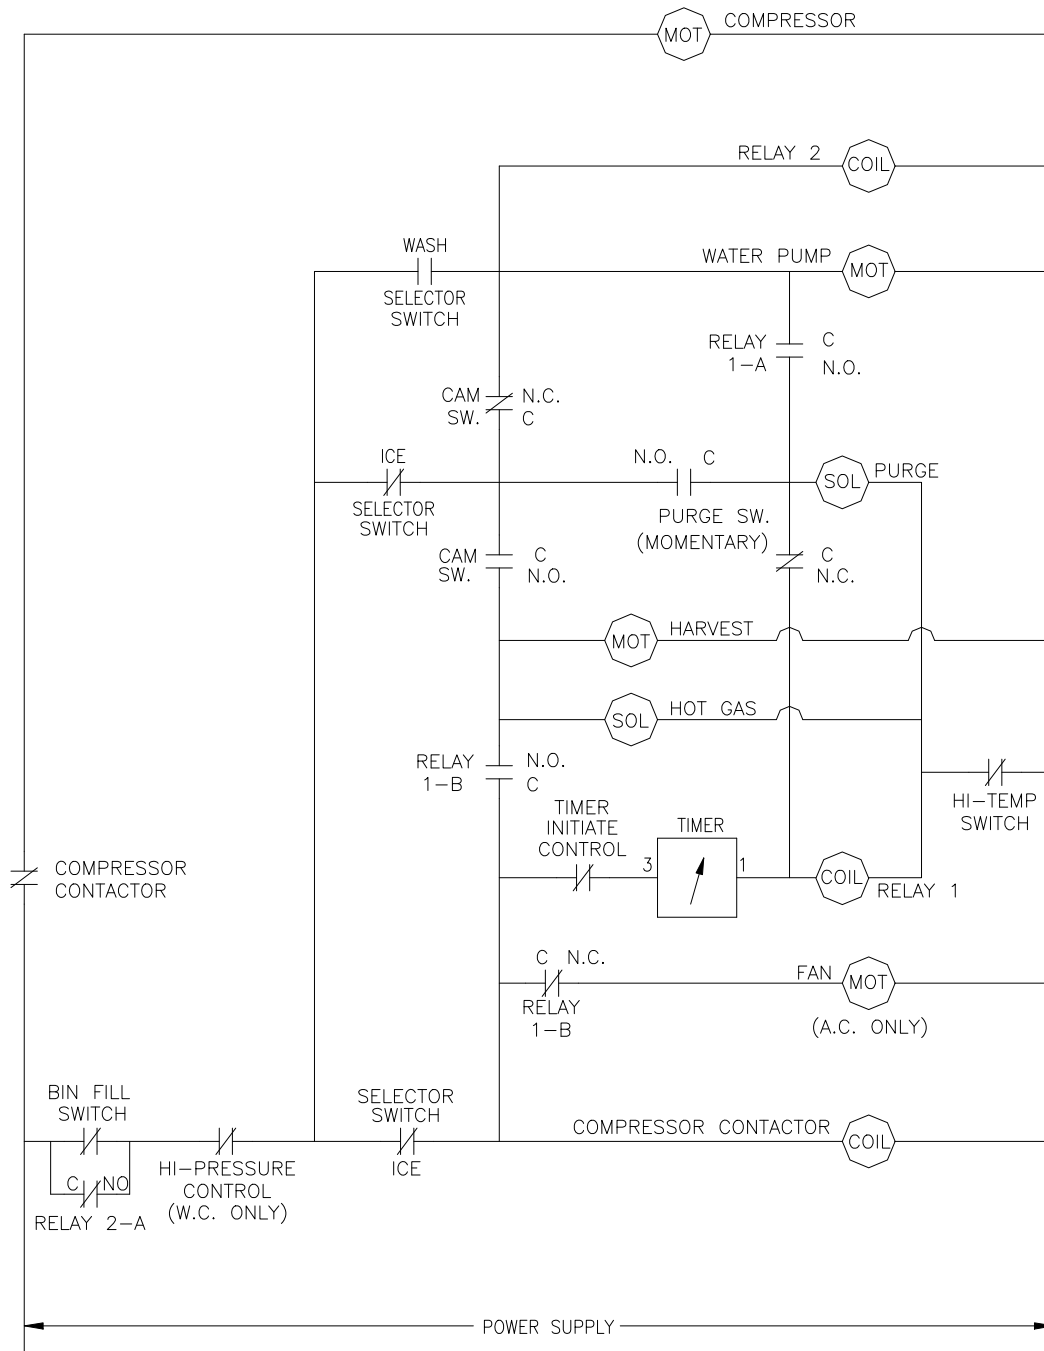 MOT COMPRESSOR
RELAY 2 COIL
WASH
SELECTOR
SWITCH
WATER PUMP MOT
RELAY
1-A
C
N.O.
CAM
SW.
N.C.
C
ICE
SELECTOR
SWITCH
N.O. C
PURGE SW.
(MOMENTARY)
SOL PURGE
CAM
SW.
C
N.O.
C
N.C.
MOT HARVEST
SOL HOT GAS
RELAY
1-B
N.O.
C
HI-TEMP
SWITCH
TIMER
INITIATE
CONTROL
TIMER
3 1
COIL RELAY 1
COMPRESSOR
CONTACTOR
C N.C.
RELAY
1-B
FAN MOT
(A.C. ONLY)
BIN FILL
SWITCH
C NO
RELAY 2-A
HI-PRESSURE
CONTROL
(W.C. ONLY)
SELECTOR
SWITCH
ICE
COMPRESSOR CONTACTOR COIL
POWER SUPPLY